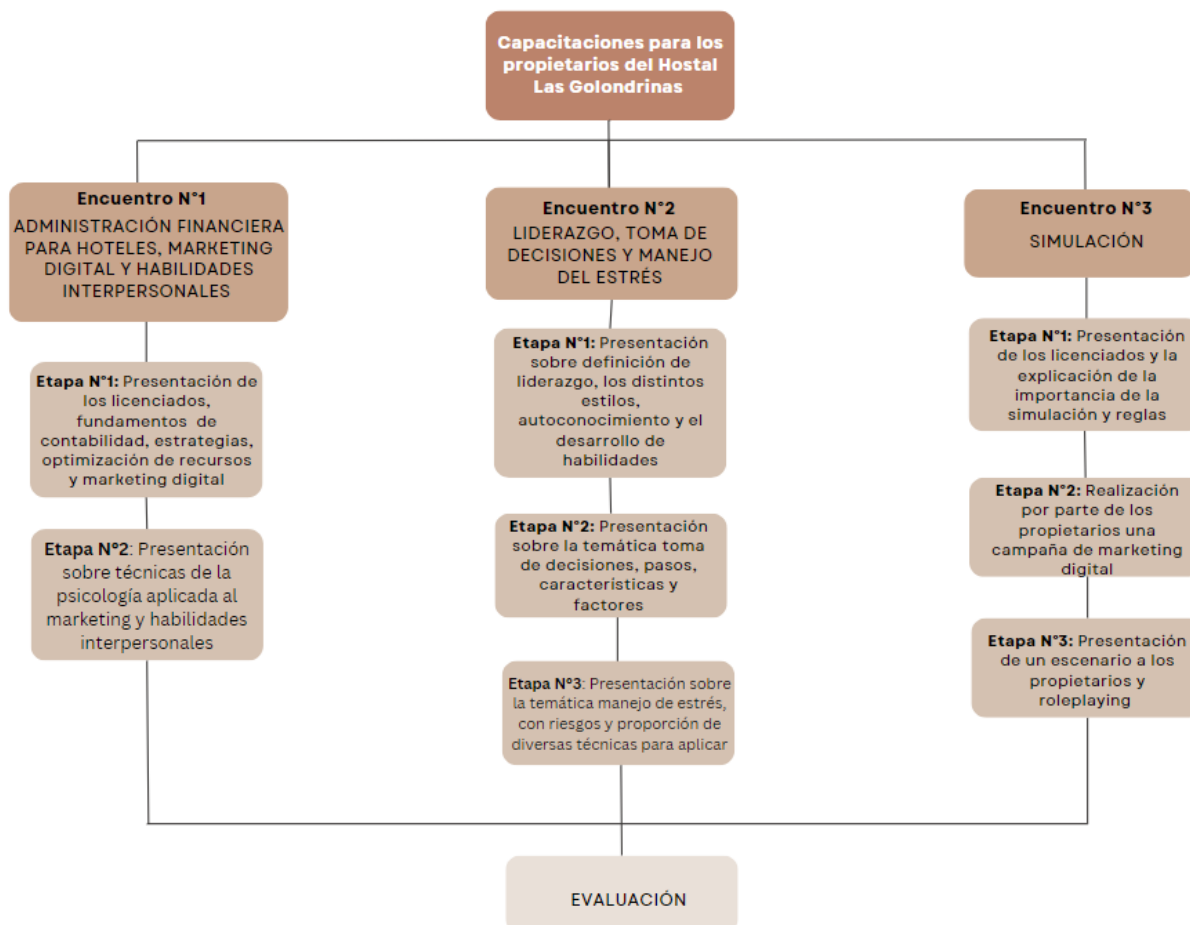 Capacitaciones para los
propietarios del Hostal
Las Golondrinas
Encuentro N°1
ADMINISTRACIÓN FINANCIERA
PARA HOTELES, MARKETING
DIGITAL Y HABILIDADES
INTERPERSONALES
Etapa N°1: Presentación de
los licenciados,
fundamentos de
contabilidad, estrategias,
optimización de recursos
y marketing digital
Etapa N°2: Presentación
sobre técnicas de la
psicología aplicada al
marketing y habilidades
interpersonales
Encuentro N°2
LIDERAZGO, TOMA DE
DECISIONES Y MANEJO
DEL ESTRÉS
Etapa N°1: Presentación
sobre definición de
liderazgo, los distintos
estilos,
autoconocimiento y el
desarrollo de
habilidades
Etapa N°2: Presentación
sobre la temática toma
de decisiones, pasos,
características y
factores
Etapa N°3: Presentación sobre
la temática manejo de estrés,
con riesgos y proporción de
diversas técnicas para aplicar
Encuentro N°3
SIMULACIÓN
Etapa N°1: Presentación
de los licenciados y la
explicación de la
importancia de la
simulación y reglas
Etapa N°2: Realización
por parte de los
propietarios una
campaña de marketing
digital
Etapa N°3: Presentación
de un escenario a los
propietarios y
roleplaying
EVALUACIÓN